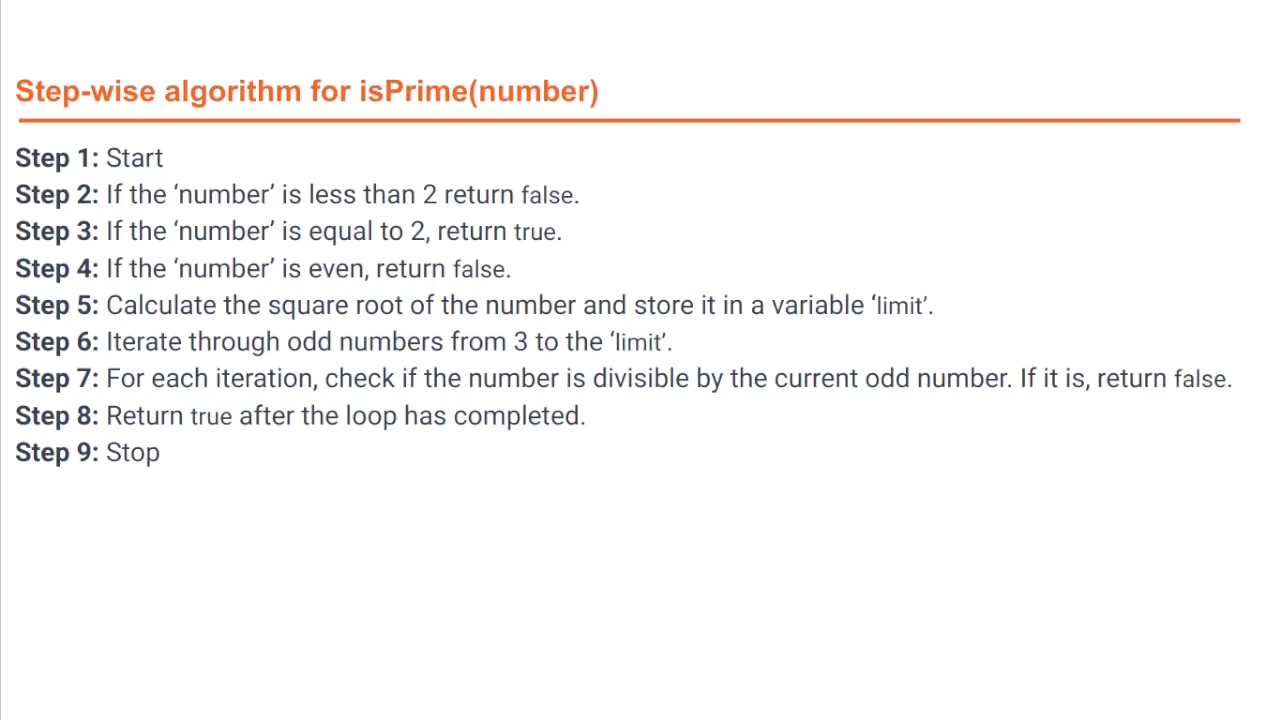 Step-wise algorithm for isPrime(number)
Step 1: Start
Step 2: If the ‘number’ is less than 2 return false.
Step 3: If the ‘number’ is equal to 2, return true.
Step 4: If the ‘number’ is even, return false.
Step 5: Calculate the square root of the number and store it in a variable ‘limit’.
Step 6: Iterate through odd numbers from 3 to the ‘limit’.
Step 7: For each iteration, check if the number is divisible by the current odd number. If it is, return false.
Step 8: Return true after the loop has completed.
Step 9: Stop